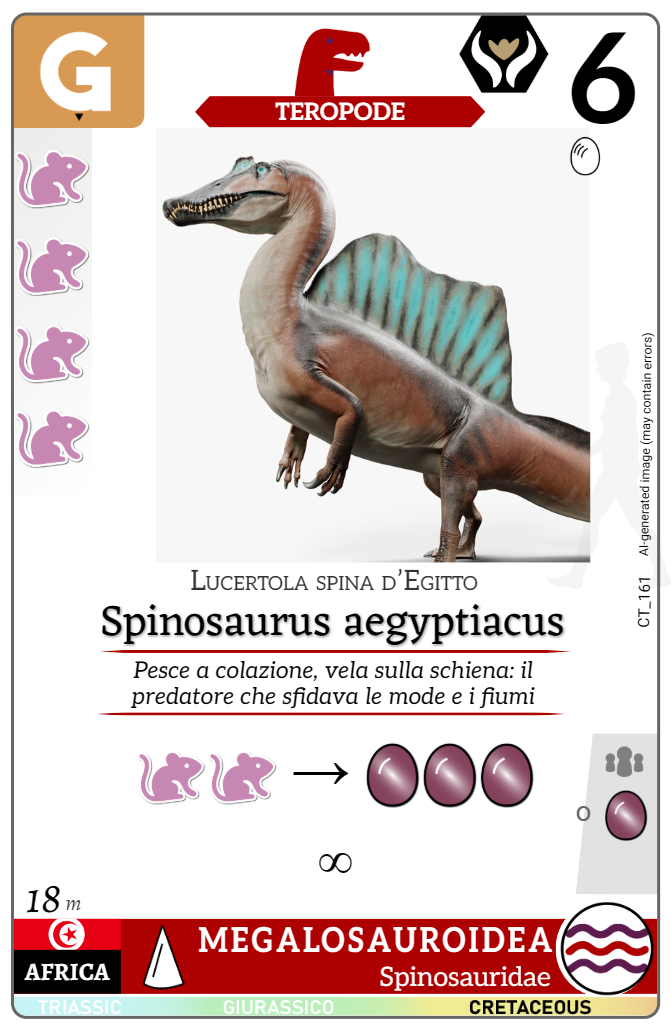 G
TEROPODE
6
AI-generated image (may contain errors)
CT_161
Lucertola spina d'Egitto
Spinosaurus aegyptiacus
Pesce a colazione, vela sulla schiena: il
predatore che sfidava le mode e i fiumi
→
o
∞
18 m
AFRICA
MEGALOSAUROIDEA
Spinosauridae
TRIASSIC GIURASSICO CRETACEOUS